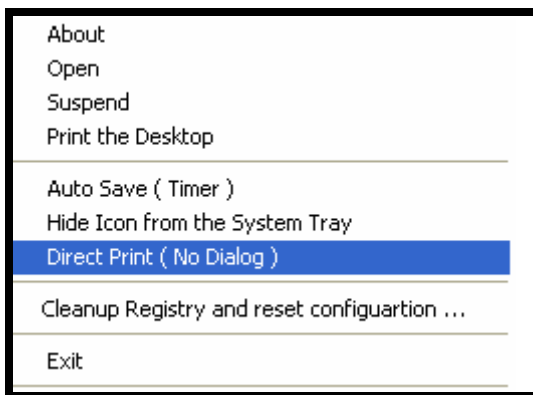 About
Open
Suspend
Print the Desktop
Auto Save ( Timer )
Hide Icon from the System Tray
Direct Print ( No Dialog )
Cleanup Registry and reset configuartion ...
Exit